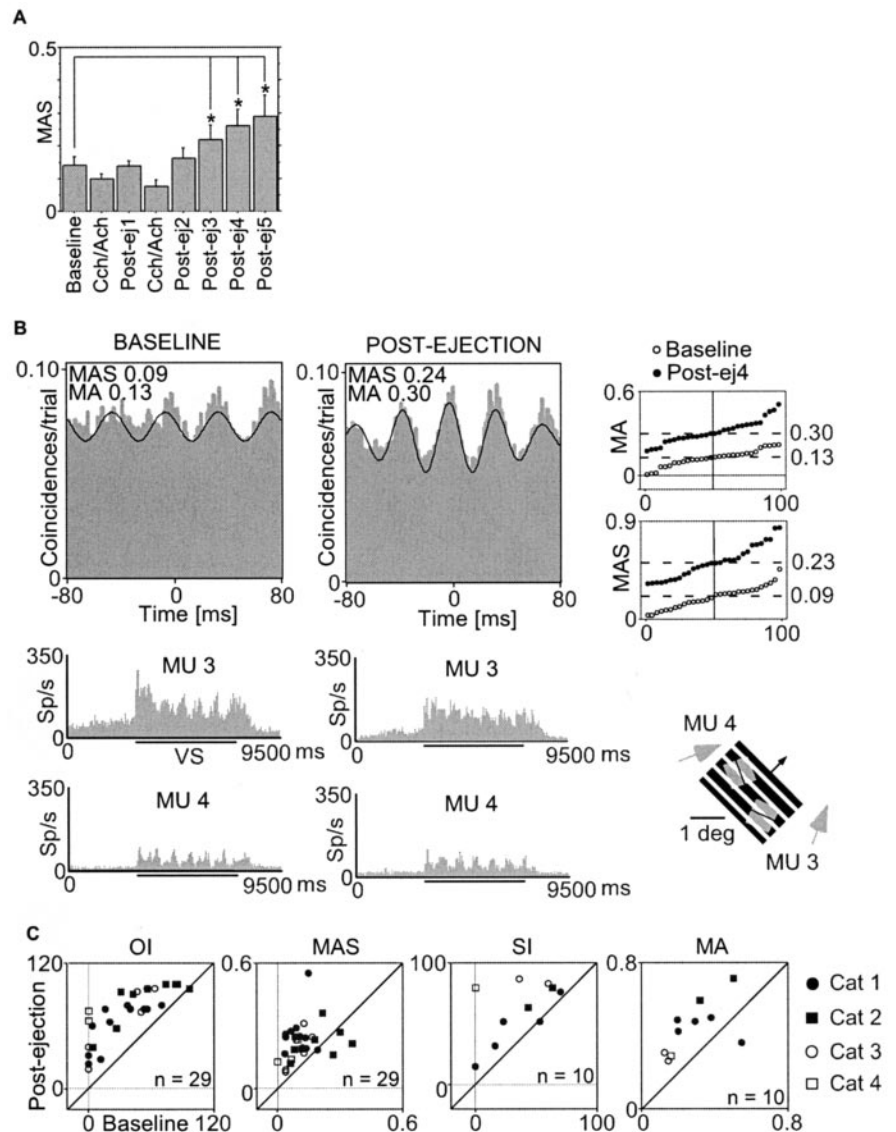 A
0.5
MAS
0
Baseline
Cch/Ach
Post-ej1
Cch/Ach
Post-ej2
Post-ej3
Post-ej4
Post-ej5
* * *
B
BASELINE
0.10
MAS 0.09
MA 0.13
Coincidences/trial
0
-80 0 80
Time [ms]
POST-EJECTION
0.10
MAS 0.24
MA 0.30
Coincidences/trial
0
-80 0 80
Time [ms]
Baseline
Post-ej4
0.6
MA
0
0.30
0.13
0 100
0.9
MAS
0
0.23
0.09
0 100
350
MU 3
Sp/s
0
0 VS 9500 ms
350
MU 3
Sp/s
0
0 9500 ms
350
MU 4
Sp/s
0
0 9500 ms
350
MU 4
Sp/s
0
0 9500 ms
MU 4
1 deg
MU 3
C
OI
120
Post-ejection
0
n = 29
0 Baseline 120
MAS
0.6
0
n = 29
0 0.6
SI
100
0
n = 10
0 100
MA
0.8
0
n = 10
0 0.8
Cat 1
Cat 2
Cat 3
Cat 4